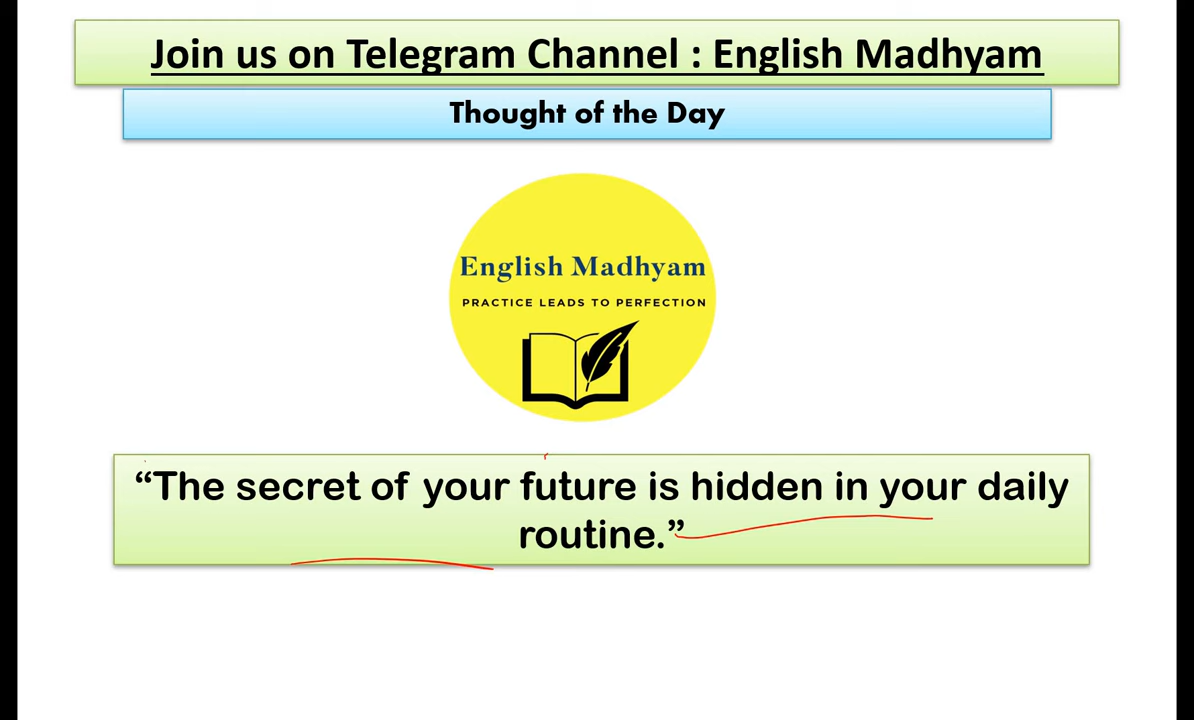 Join us on Telegram Channel : English Madhyam
Thought of the Day
English Madhyam
PRACTICE LEADS TO PERFECTION
“The secret of your future is hidden in your daily
routine.”